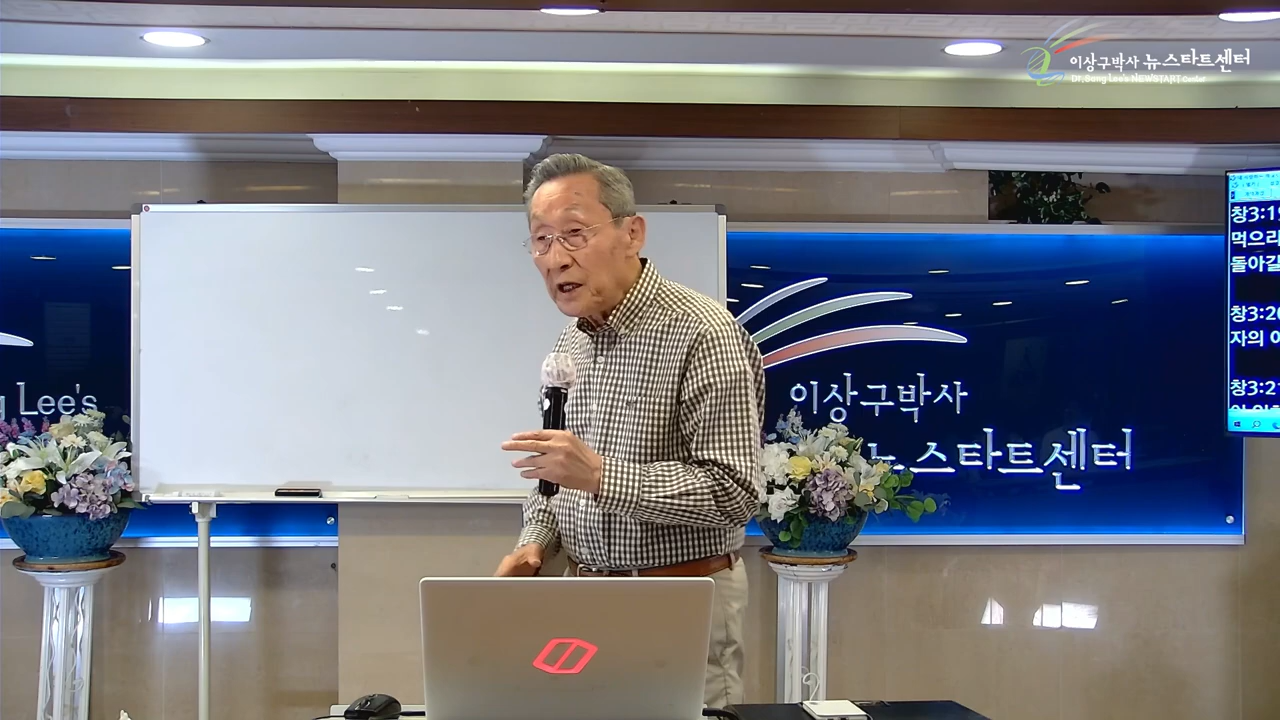 이상구박사 뉴스타트센터
Dr. Sang Lee's NEWSTART Center
창3:19
먹으라
돌아갈
창3:20
자의 이
창3:21
Lee's
이상구박사
뉴스타트센터